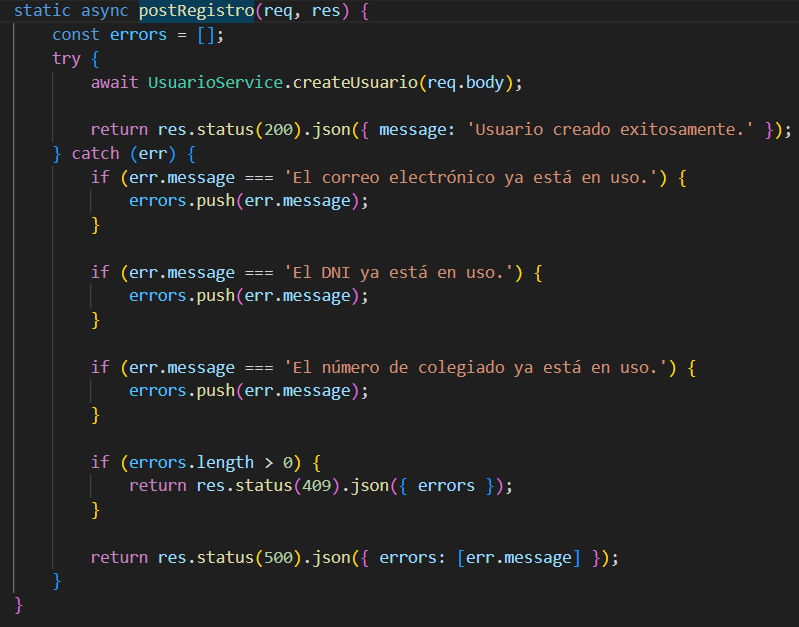 static async postRegistro(req, res) {
const errors = [];
try {
await UsuarioService.createUsuario(req.body);
return res.status(200).json({ message: 'Usuario creado exitosamente.' });
} catch (err) {
if (err.message === 'El correo electrónico ya está en uso.') {
errors.push(err.message);
}
if (err.message === 'El DNI ya está en uso.') {
errors.push(err.message);
}
if (err.message === 'El número de colegiado ya está en uso.') {
errors.push(err.message);
}
if (errors.length > 0) {
return res.status(409).json({ errors });
}
return res.status(500).json({ errors: [err.message] });
}
}